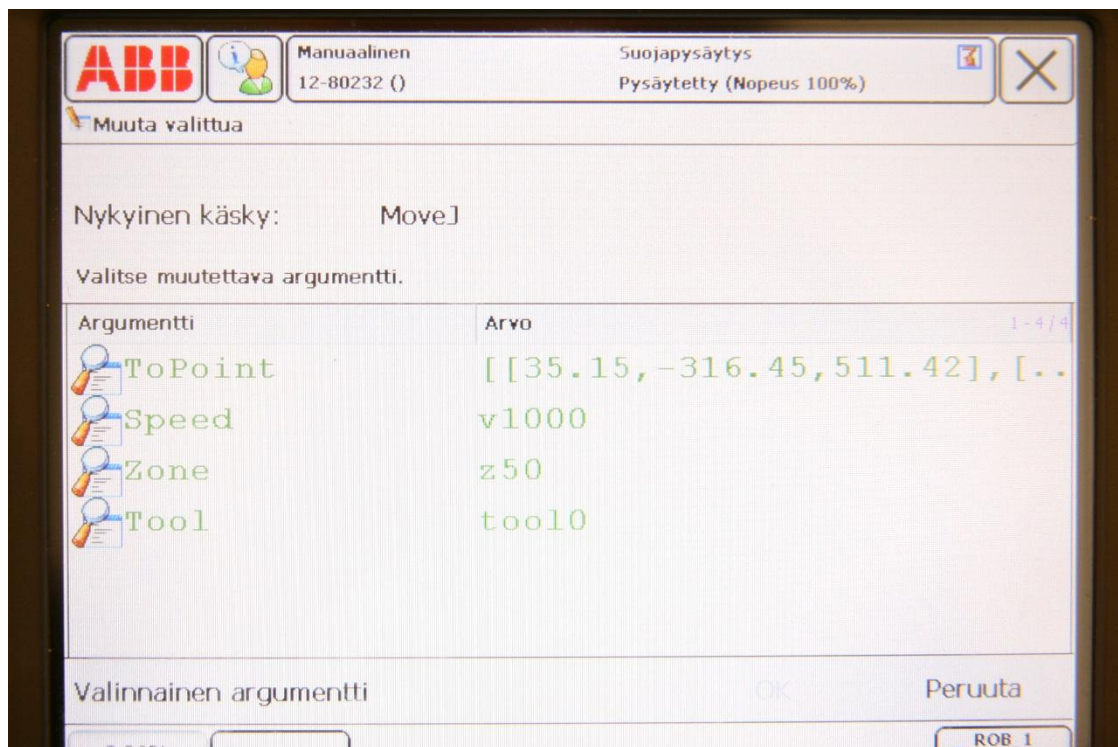 ABB
Manuaalinen
12-80232 ()
Suojapysäytys
Pysäytetty (Nopeus 100%)
Muuta valittua
Nykyinen käsky: MoveJ
Valitse muutettava argumentti.
Argumentti Arvo 1-4/4
ToPoint [[35.15,-316.45,511.42],[..
Speed v1000
Zone z50
Tool tool0
Valinnainen argumentti OK Peruuta
ROB_1